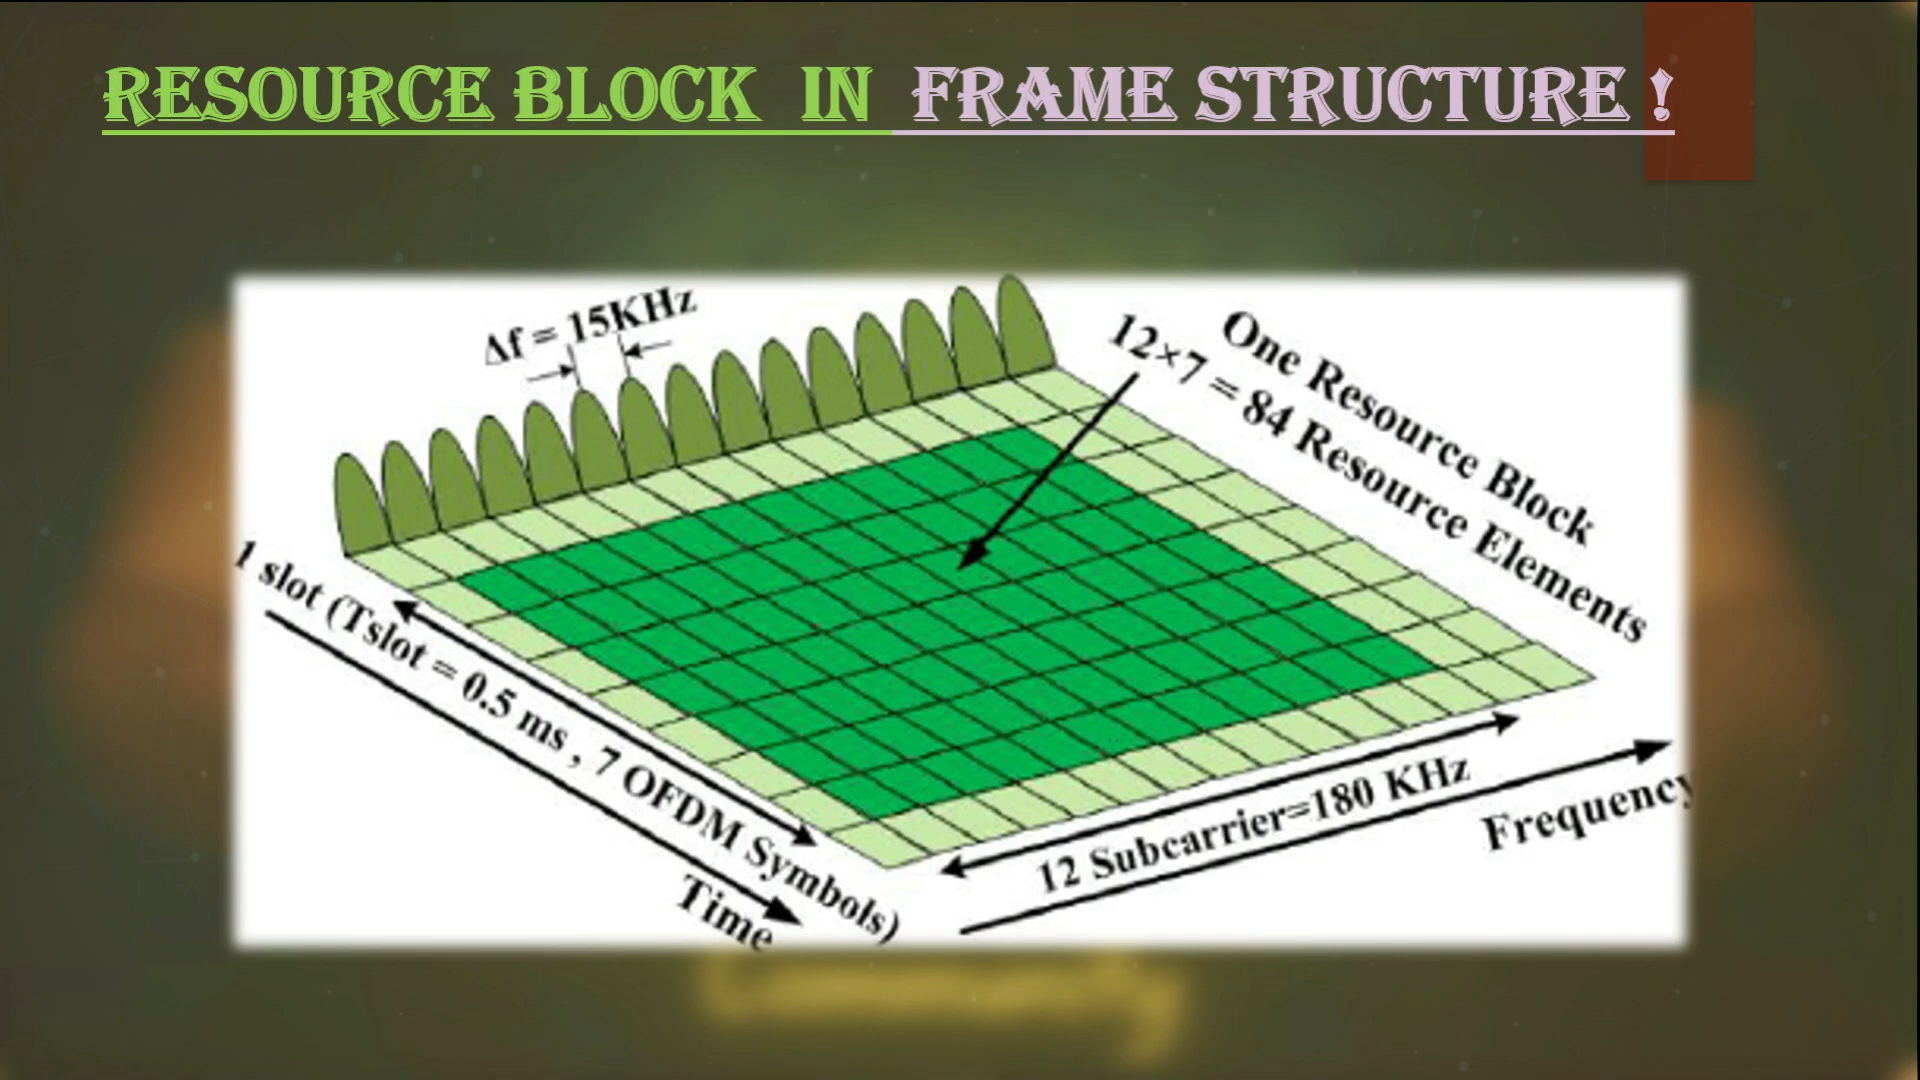 RESOURCE BLOCK IN FRAME STRUCTURE !
Δf = 15KHz
One Resource Block
12×7 = 84 Resource Elements
1 slot (Tslot = 0.5 ms , 7 OFDM Symbols)
Time
12 Subcarrier=180 KHz
Frequency
Community